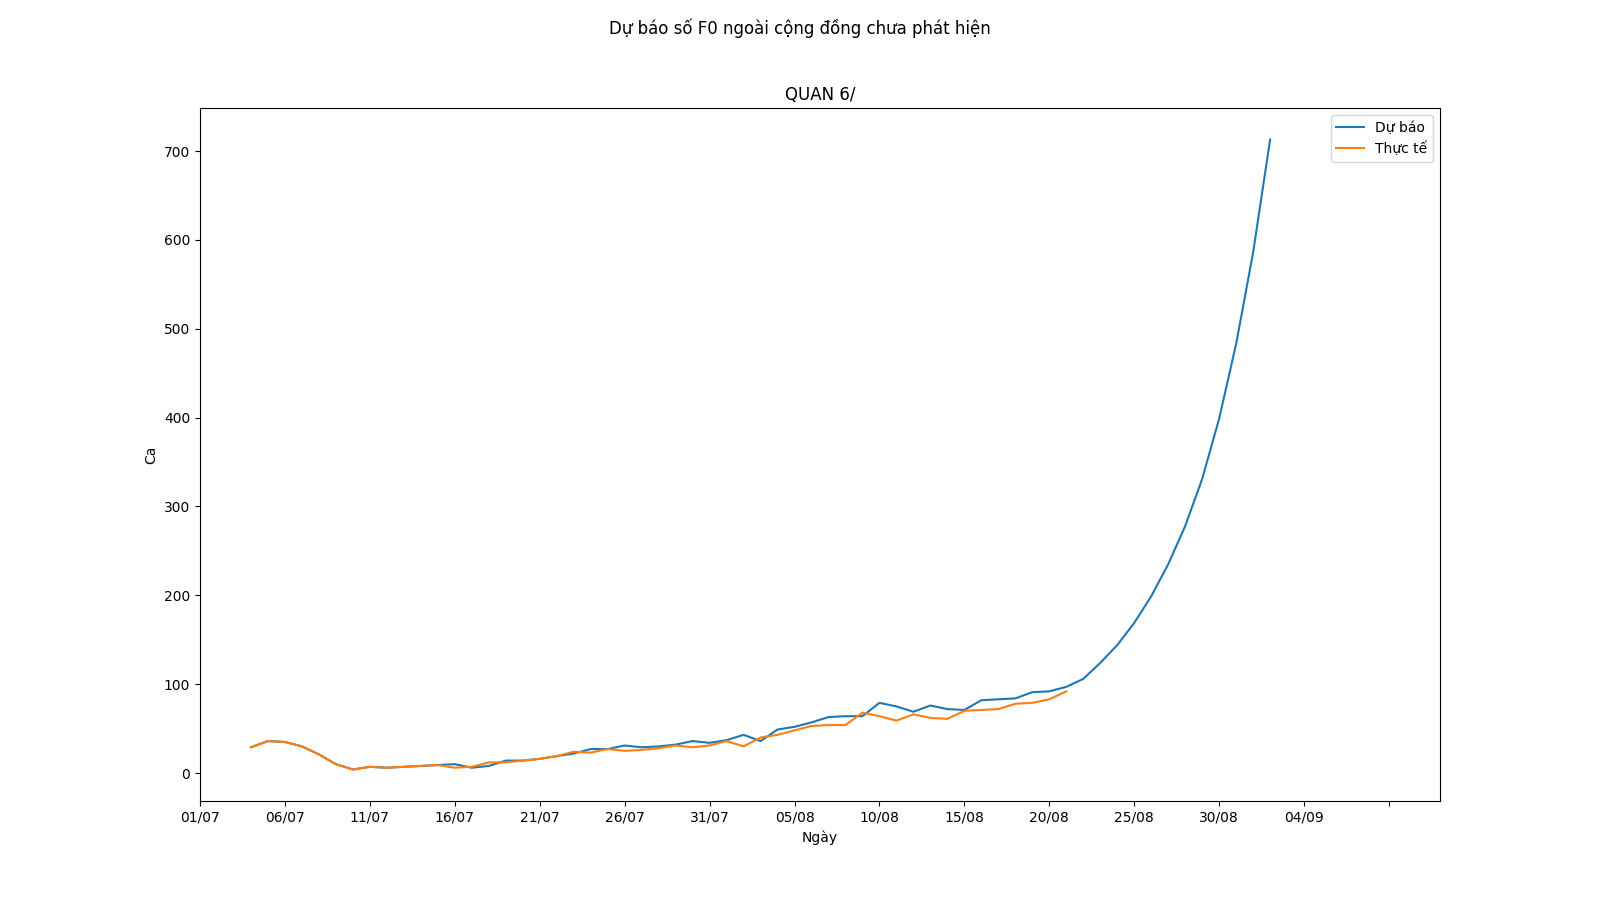 Dự báo số F0 ngoài cộng đồng chưa phát hiện
QUAN 6/
Dự báo
Thực tế
700
600
500
400
300
200
100
0
Ca
01/07 06/07 11/07 16/07 21/07 26/07 31/07 05/08 10/08 15/08 20/08 25/08 30/08 04/09
Ngày